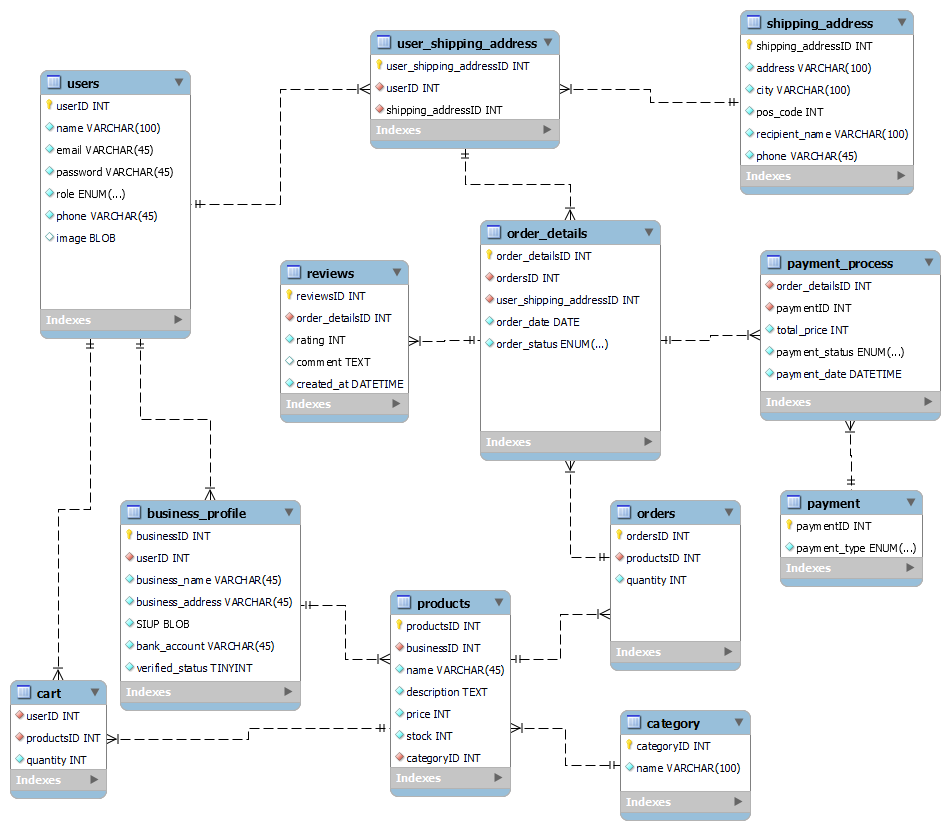 users
userID INT
name VARCHAR(100)
email VARCHAR(45)
password VARCHAR(45)
role ENUM(...)
phone VARCHAR(45)
image BLOB
Indexes
user_shipping_address
user_shipping_addressID INT
userID INT
shipping_addressID INT
Indexes
shipping_address
shipping_addressID INT
address VARCHAR(100)
city VARCHAR(100)
pos_code INT
recipient_name VARCHAR(100)
phone VARCHAR(45)
Indexes
reviews
reviewsID INT
order_detailsID INT
rating INT
comment TEXT
created_at DATETIME
Indexes
order_details
order_detailsID INT
ordersID INT
user_shipping_addressID INT
order_date DATE
order_status ENUM(...)
Indexes
payment_process
order_detailsID INT
paymentID INT
total_price INT
payment_status ENUM(...)
payment_date DATETIME
Indexes
business_profile
businessID INT
userID INT
business_name VARCHAR(45)
business_address VARCHAR(45)
SIUP BLOB
bank_account VARCHAR(45)
verified_status TINYINT
Indexes
orders
ordersID INT
productsID INT
quantity INT
Indexes
payment
paymentID INT
payment_type ENUM(...)
Indexes
cart
userID INT
productsID INT
quantity INT
Indexes
products
productsID INT
businessID INT
name VARCHAR(45)
description TEXT
price INT
stock INT
categoryID INT
Indexes
category
categoryID INT
name VARCHAR(100)
Indexes